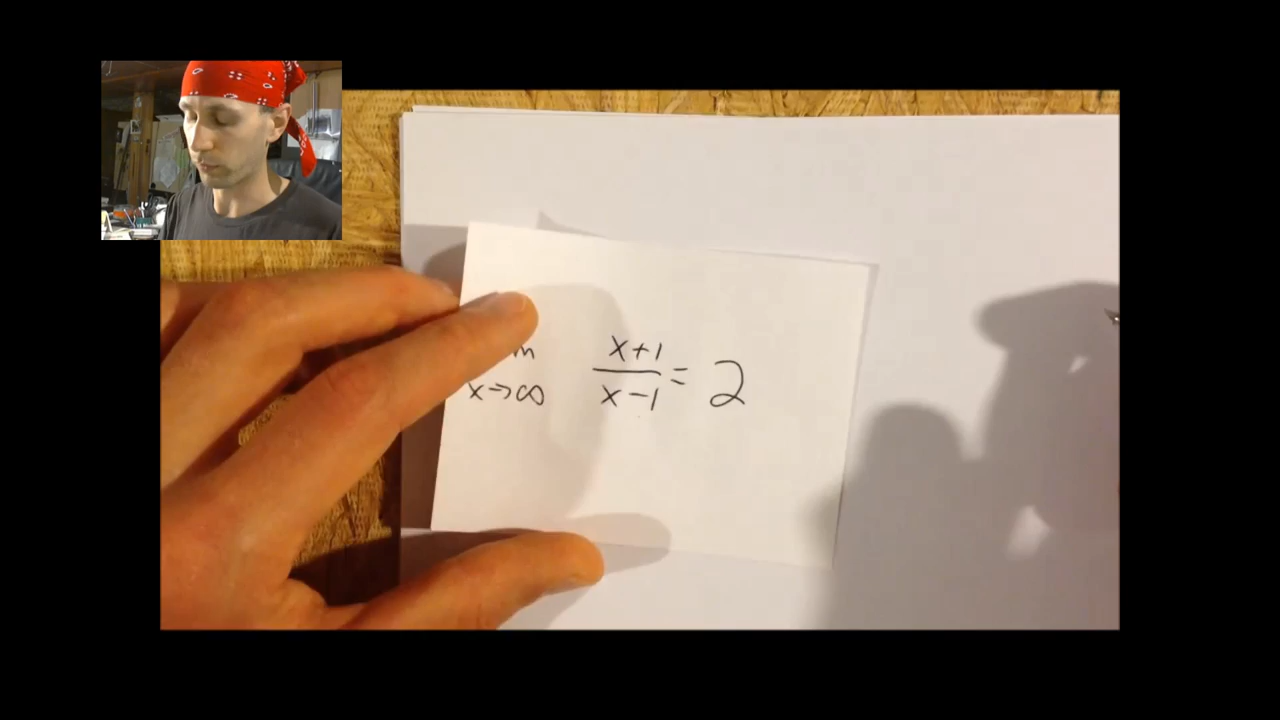 m x+1
x→∞ x-1 = 2